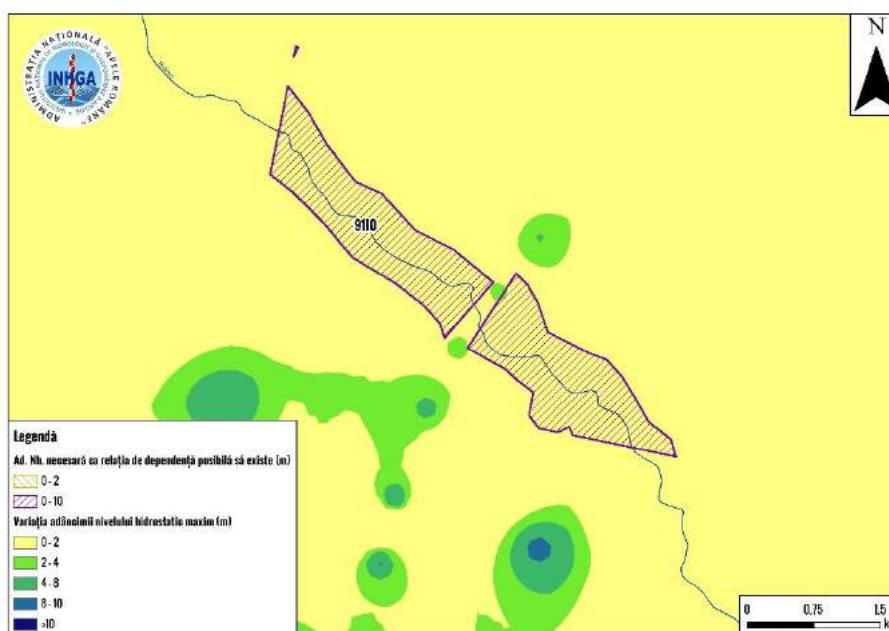 ADMINISTRAȚIA NAȚIONALĂ "APELE ROMÂNE"
INHGA
N
91I0
Legendă
Ad. Nh. necesară ca relația de dependență posibilă să existe (m)
0 - 2
0 - 10
Variația adâncimii nivelului hidrostatic maxim (m)
0 - 2
2 - 4
4 - 8
8 - 10
>10
0 0.75 1.5